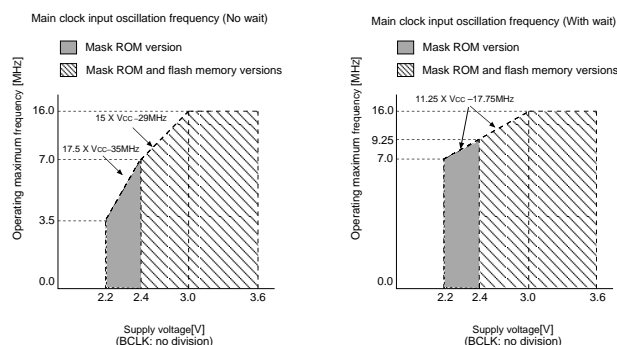 Main clock input oscillation frequency (No wait)
Mask ROM version
Mask ROM and flash memory versions
Operating maximum frequency [MHz]
16.0
7.0
3.5
0.0
15 X VCC–29MHz
17.5 X VCC–35MHz
2.2 2.4 3.0 3.6
Supply voltage[V]
(BCLK: no division)
Main clock input oscillation frequency (With wait)
Mask ROM version
Mask ROM and flash memory versions
Operating maximum frequency [MHz]
16.0
9.25
7.0
0.0
11.25 X VCC –17.75MHz
2.2 2.4 3.0 3.6
Supply voltage[V]
(BCLK: no division)